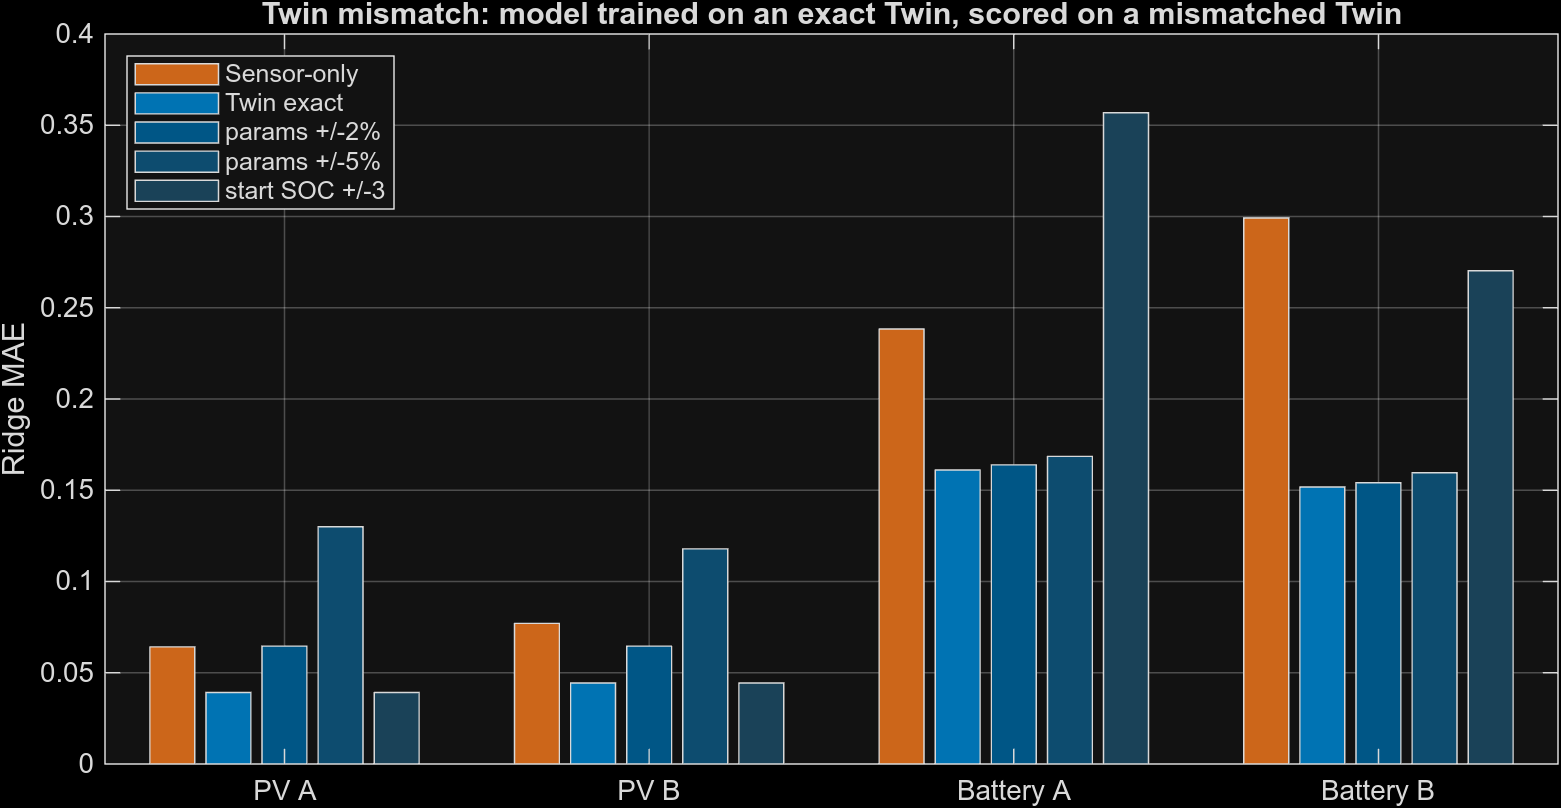 Twin mismatch: model trained on an exact Twin, scored on a mismatched Twin
Sensor-only
Twin exact
params +/-2%
params +/-5%
start SOC +/-3
Ridge MAE
0.4
0.35
0.3
0.25
0.2
0.15
0.1
0.05
0
PV A
PV B
Battery A
Battery B